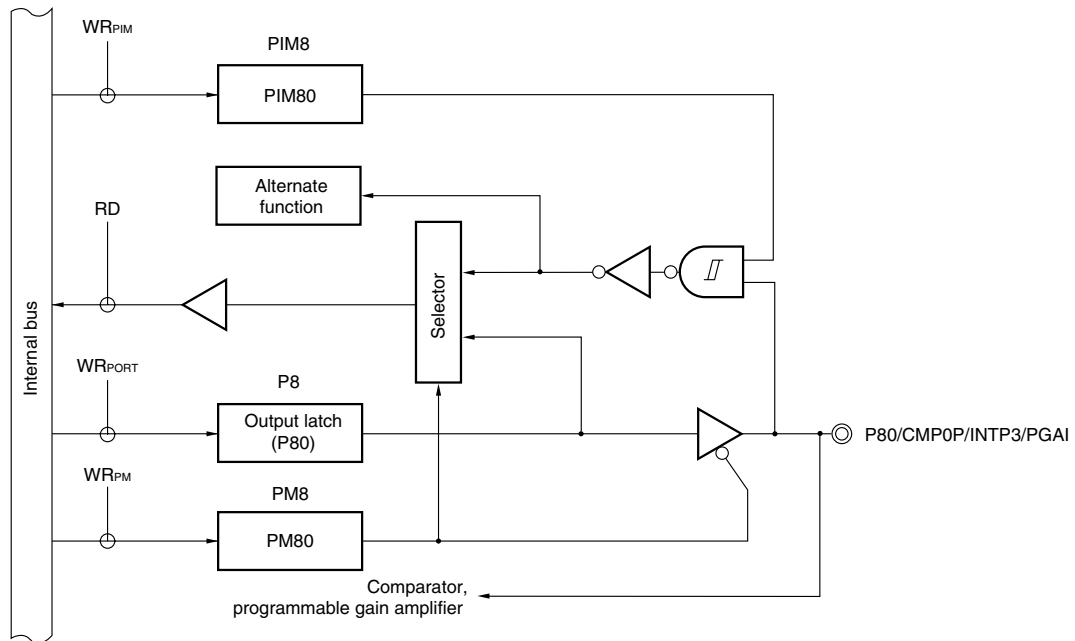 WRPIM
PIM8
PIM80
Alternate
function
RD
Selector
Internal bus
WRPORT
P8
Output latch
(P80)
P80/CMP0P/INTP3/PGAI
WRPM
PM8
PM80
Comparator,
programmable gain amplifier